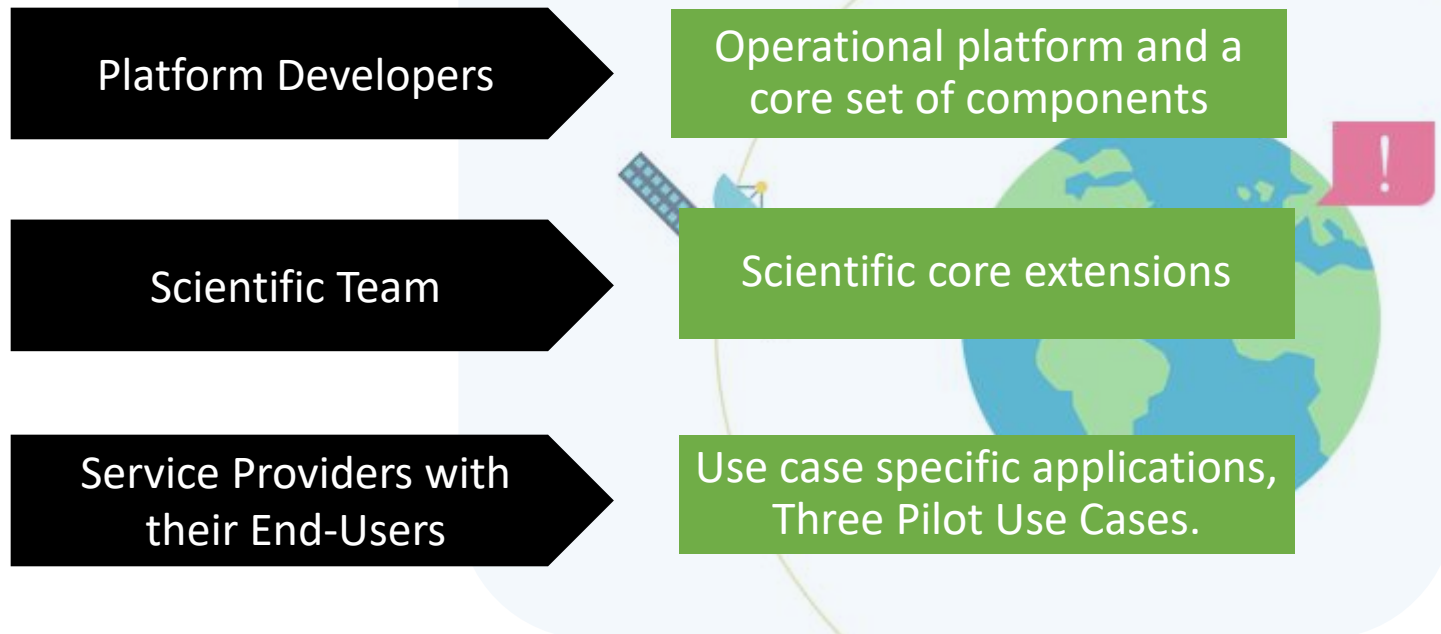 Platform Developers
Operational platform and a
core set of components
!
Scientific Team
Scientific core extensions
Service Providers with
their End-Users
Use case specific applications,
Three Pilot Use Cases.